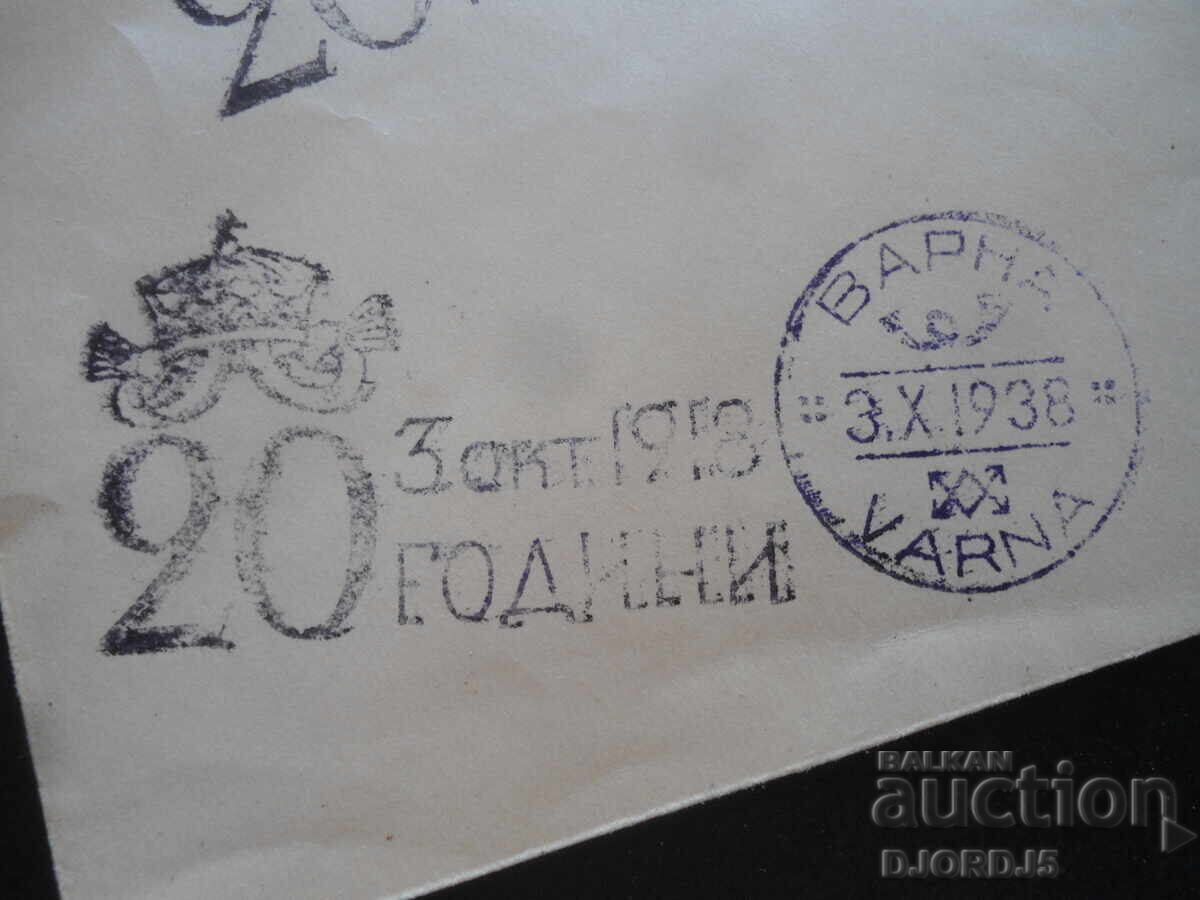 20
20
3 окт. 1918
ГОДИНИ
ВАРНА
3.X.1938
VARNA
BALKAN
auction
DJORDJ5